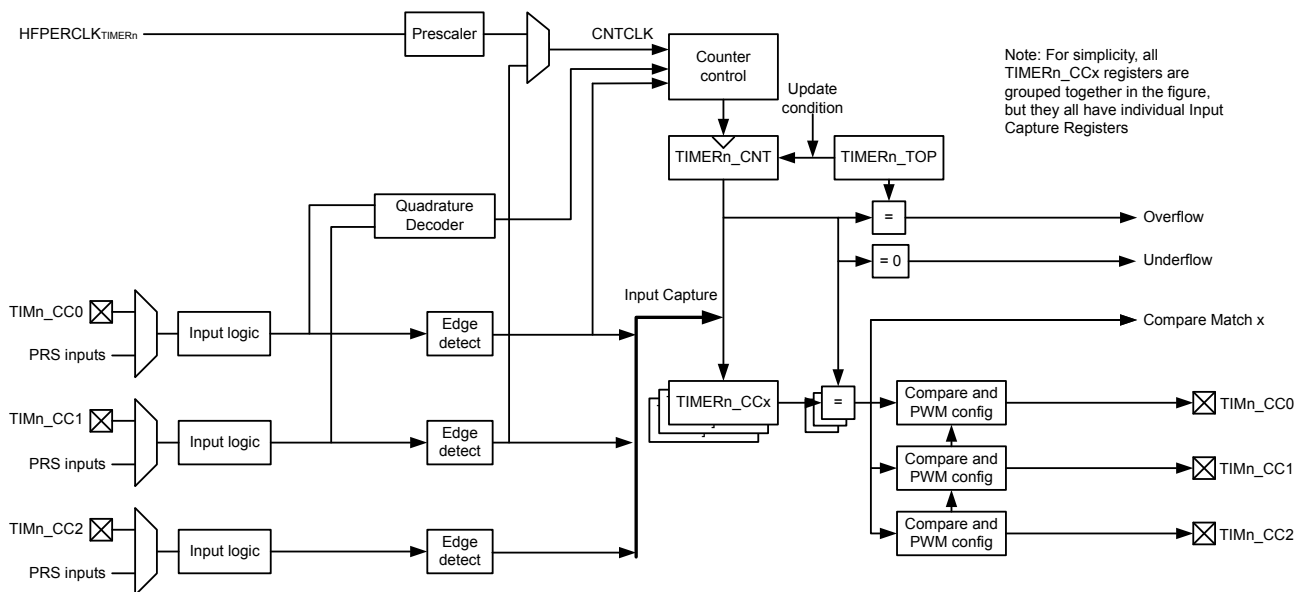 HFPERCLKTIMERn
Prescaler
CNTCLK
Counter
control
Note: For simplicity, all
TIMERn_CCx registers are
grouped together in the figure,
but they all have individual Input
Capture Registers
Update
condition
TIMERn_CNT
TIMERn_TOP
Quadrature
Decoder
=
Overflow
= 0
Underflow
Input Capture
TIMn_CC0
PRS inputs
Input logic
Edge
detect
Compare Match x
TIMERn_CCx
=
Compare and
PWM config
TIMn_CC0
TIMn_CC1
PRS inputs
Input logic
Edge
detect
Compare and
PWM config
TIMn_CC1
TIMn_CC2
PRS inputs
Input logic
Edge
detect
Compare and
PWM config
TIMn_CC2